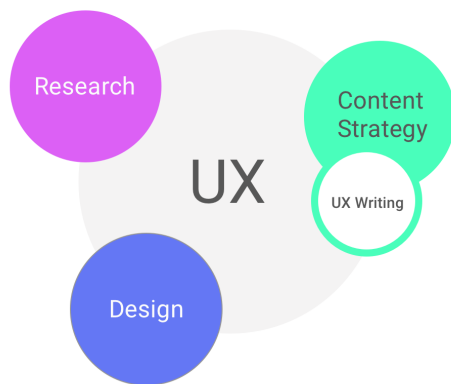 Research
Content
Strategy
UX
UX Writing
Design